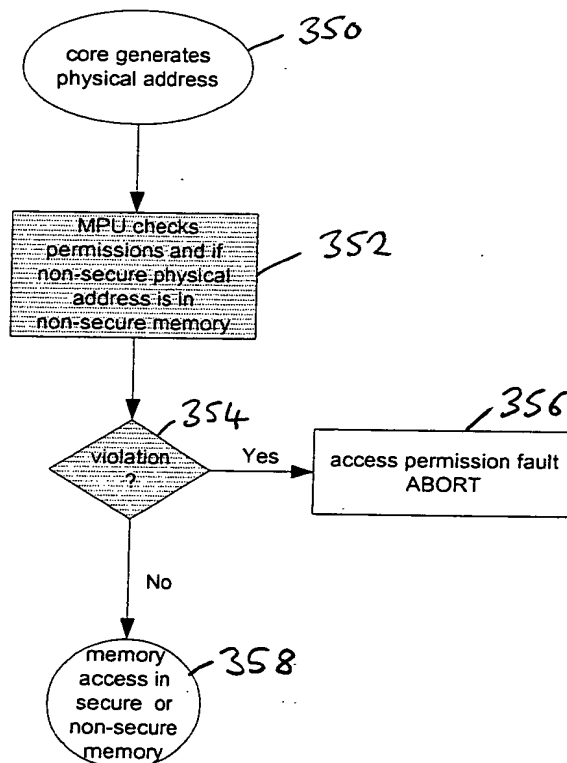 350
core generates
physical address
MPU checks
permissions and if
non-secure physical
address is in
non-secure memory
352
354
violation
?
Yes
356
access permission fault
ABORT
No
358
memory
access in
secure or
non-secure
memory